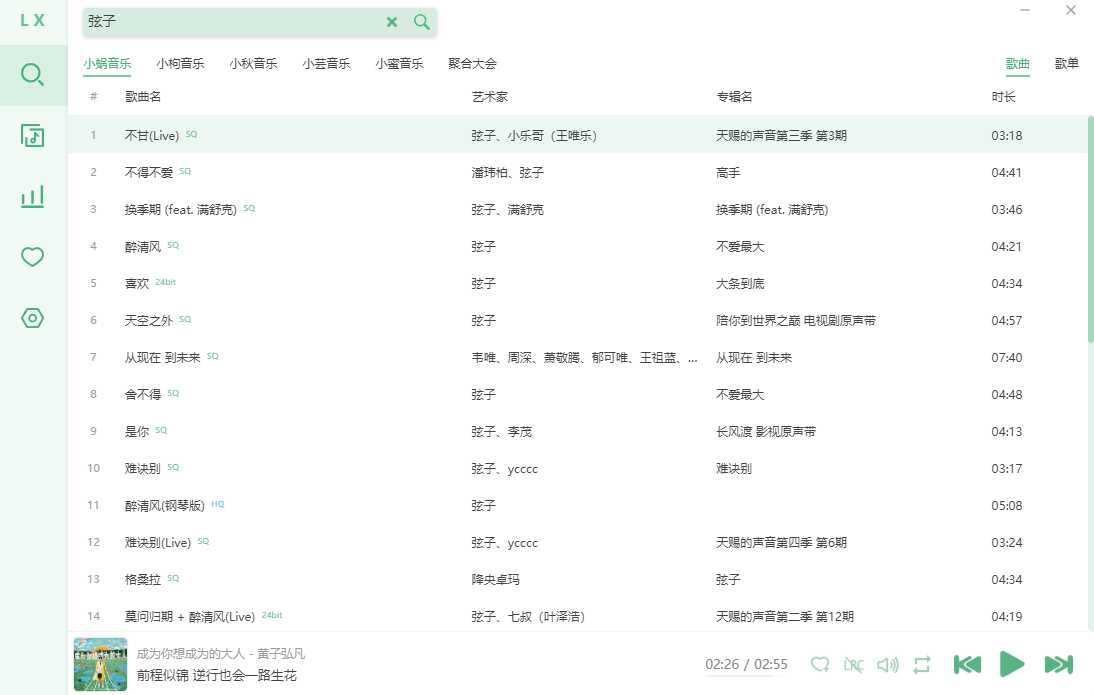 L X
弦子
小蜗音乐 小枸音乐 小秋音乐 小芸音乐 小蜜音乐 聚合大会 歌曲 歌单
# 歌曲名 艺术家 专辑名 时长
1 不甘(Live) SQ 弦子、小乐哥（王唯乐） 天赐的声音第三季 第3期 03:18
2 不得不爱 SQ 潘玮柏、弦子 高手 04:41
3 换季期 (feat. 满舒克) SQ 弦子、满舒克 换季期 (feat. 满舒克) 03:46
4 醉清风 SQ 弦子 不爱最大 04:21
5 喜欢 24bit 弦子 大条到底 04:34
6 天空之外 SQ 弦子 陪你到世界之巅 电视剧原声带 04:57
7 从现在 到未来 SQ 韦唯、周深、萧敬腾、郁可唯、王祖蓝、... 从现在 到未来 07:40
8 舍不得 SQ 弦子 不爱最大 04:48
9 是你 SQ 弦子、李茂 长风渡 影视原声带 04:13
10 难诀别 SQ 弦子、ycccc 难诀别 03:17
11 醉清风(钢琴版) HQ 弦子 05:08
12 难诀别(Live) SQ 弦子、ycccc 天赐的声音第四季 第6期 03:24
13 格桑拉 SQ 降央卓玛 弦子 04:34
14 莫问归期 + 醉清风(Live) 24bit 弦子、七叔（叶泽浩） 天赐的声音第二季 第12期 04:19
成为你想成为的大人 - 黄子弘凡
前程似锦 逆行也会一路生花
02:26 / 02:55
LRC